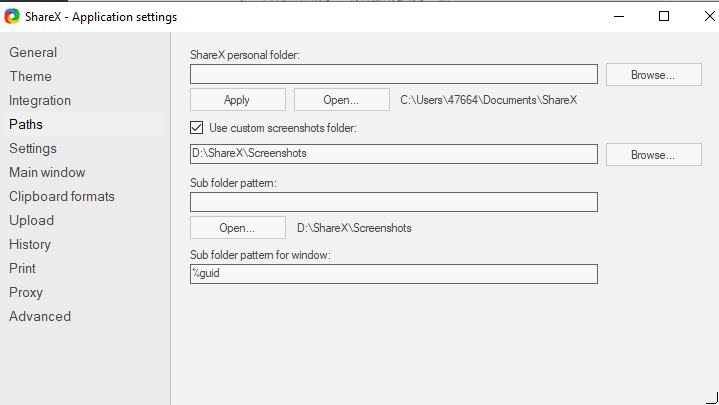 ShareX - Application settings
General
Theme
Integration
Paths
Settings
Main window
Clipboard formats
Upload
History
Print
Proxy
Advanced
ShareX personal folder:
Browse...
Apply
Open...
C:\Users\47664\Documents\ShareX
Use custom screenshots folder:
D:\ShareX\Screenshots
Browse...
Sub folder pattern:
Open...
D:\ShareX\Screenshots
Sub folder pattern for window:
%guid